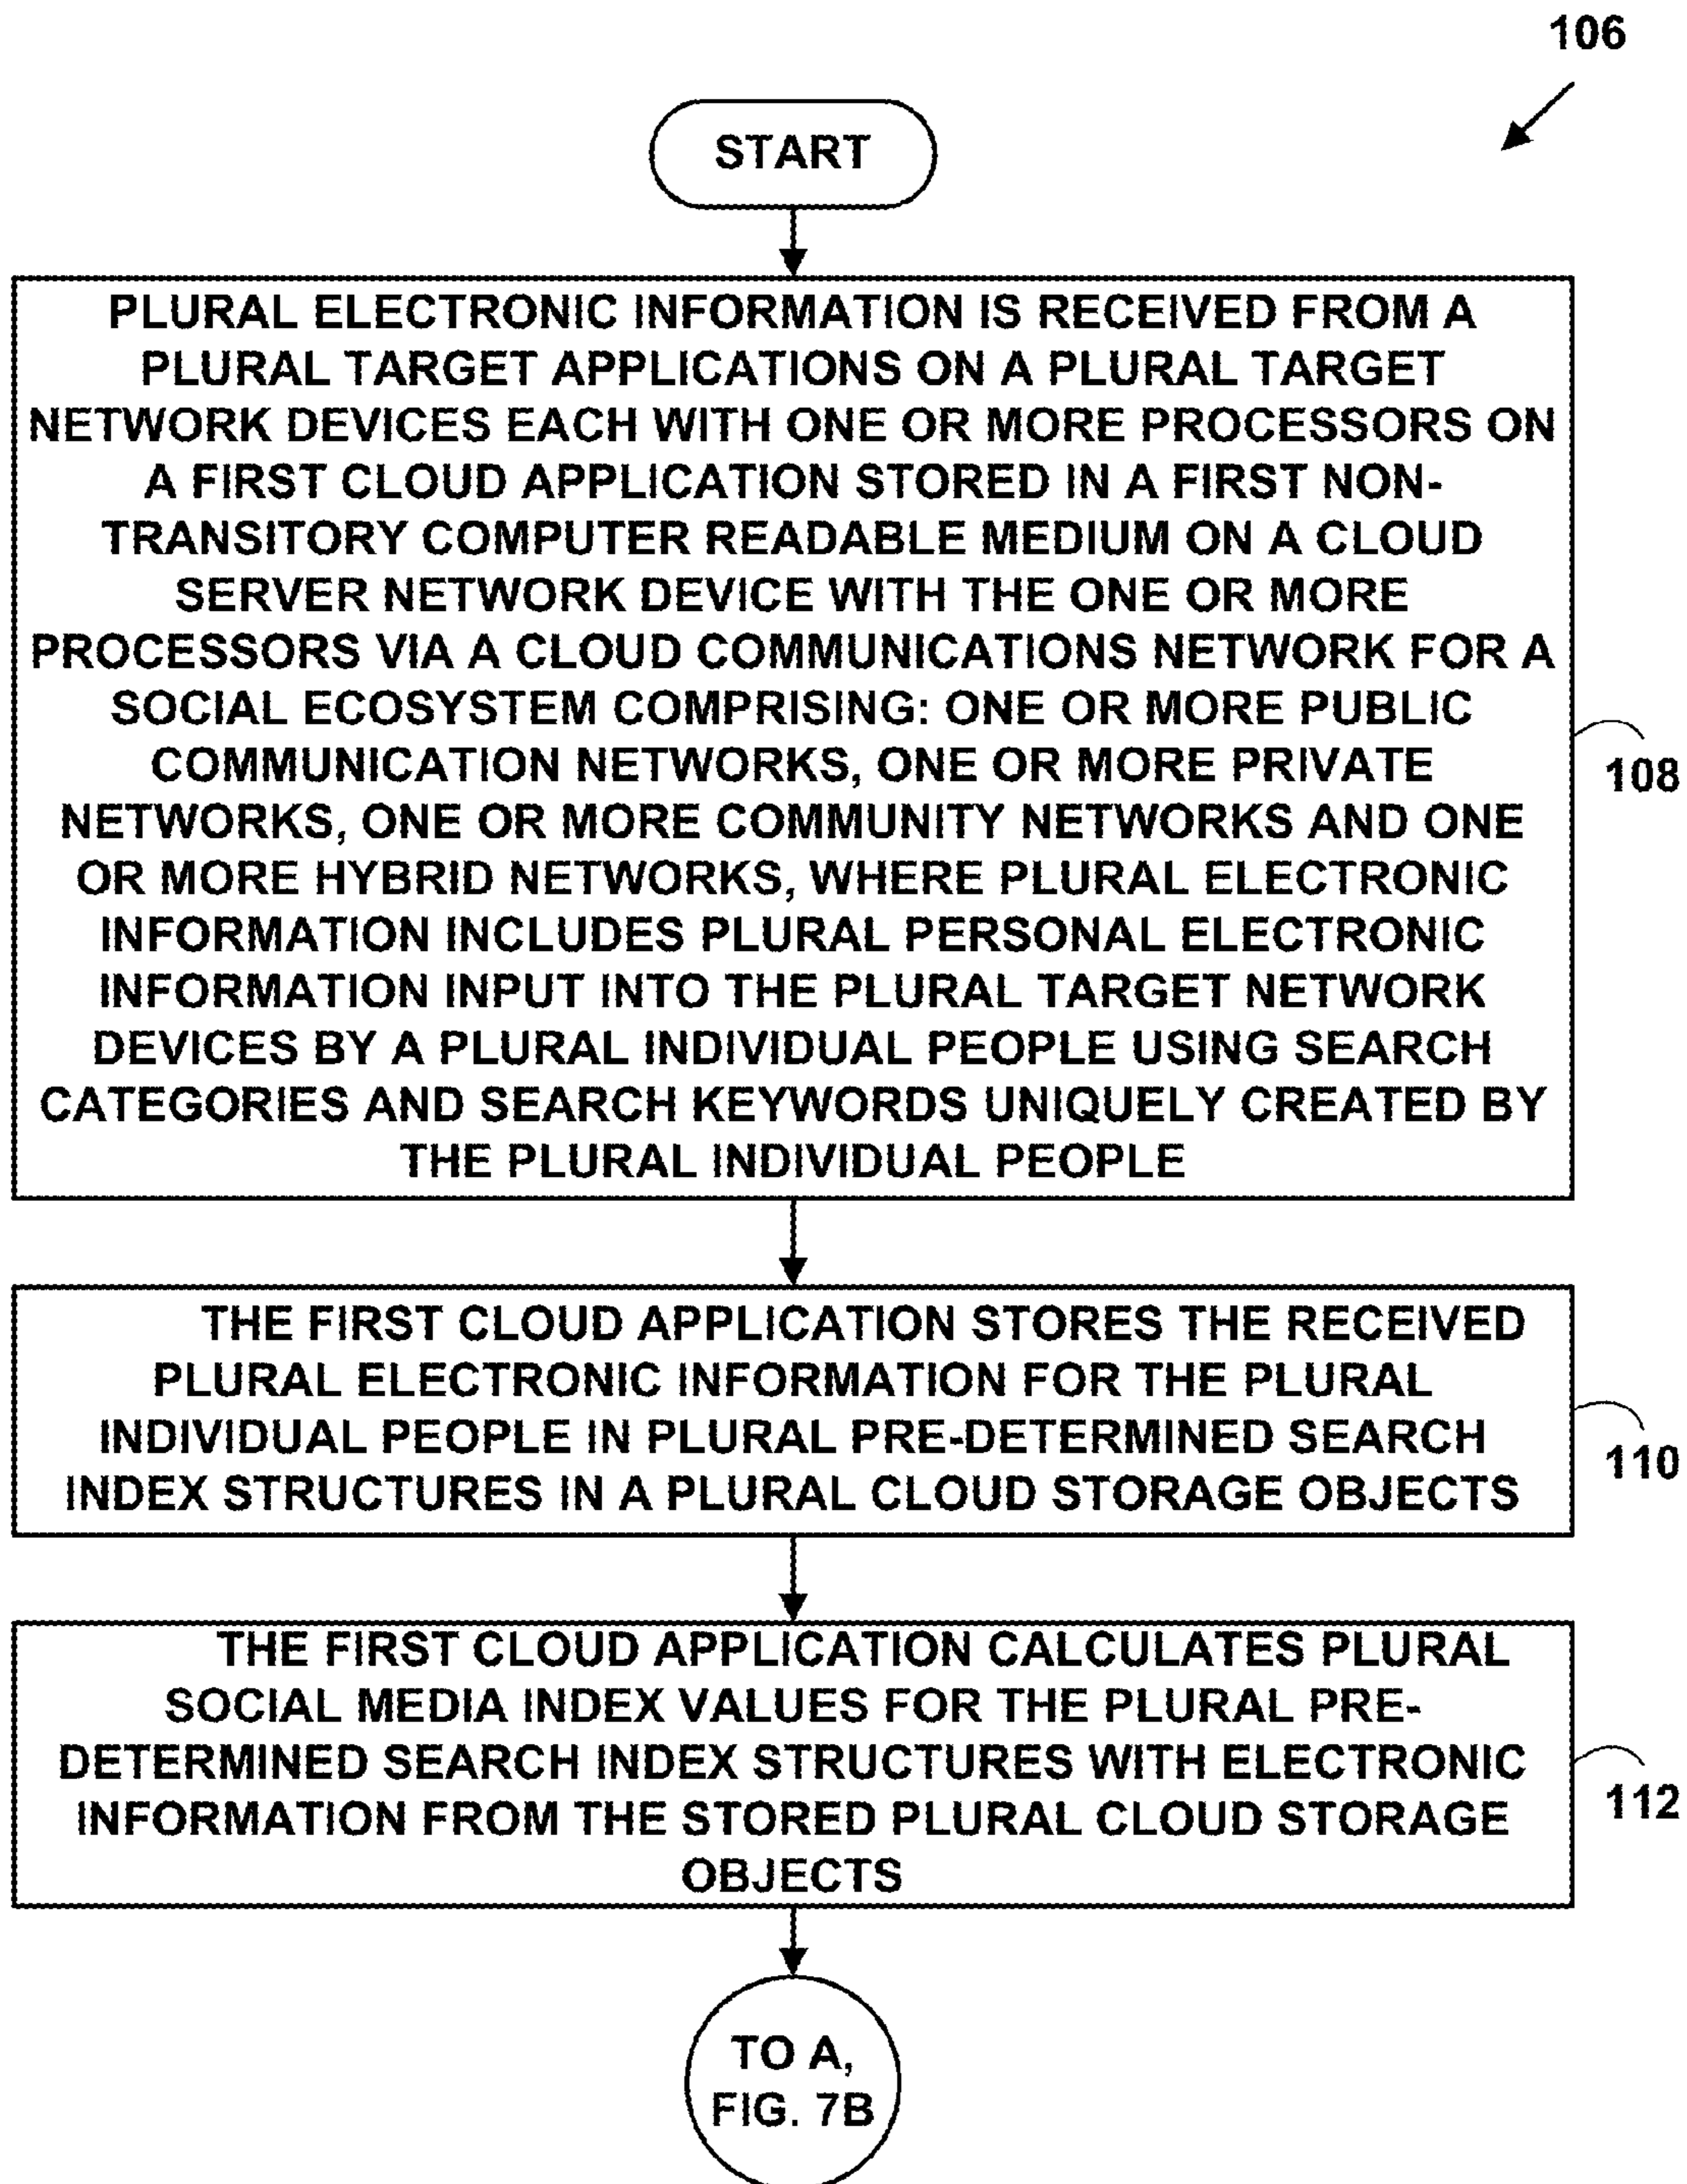 106
START
PLURAL ELECTRONIC INFORMATION IS RECEIVED FROM A
PLURAL TARGET APPLICATIONS ON A PLURAL TARGET
NETWORK DEVICES EACH WITH ONE OR MORE PROCESSORS ON
A FIRST CLOUD APPLICATION STORED IN A FIRST NON-
TRANSITORY COMPUTER READABLE MEDIUM ON A CLOUD
SERVER NETWORK DEVICE WITH THE ONE OR MORE
PROCESSORS VIA A CLOUD COMMUNICATIONS NETWORK FOR A
SOCIAL ECOSYSTEM COMPRISING: ONE OR MORE PUBLIC
COMMUNICATION NETWORKS, ONE OR MORE PRIVATE
NETWORKS, ONE OR MORE COMMUNITY NETWORKS AND ONE
OR MORE HYBRID NETWORKS, WHERE PLURAL ELECTRONIC
INFORMATION INCLUDES PLURAL PERSONAL ELECTRONIC
INFORMATION INPUT INTO THE PLURAL TARGET NETWORK
DEVICES BY A PLURAL INDIVIDUAL PEOPLE USING SEARCH
CATEGORIES AND SEARCH KEYWORDS UNIQUELY CREATED BY
THE PLURAL INDIVIDUAL PEOPLE
108
THE FIRST CLOUD APPLICATION STORES THE RECEIVED
PLURAL ELECTRONIC INFORMATION FOR THE PLURAL
INDIVIDUAL PEOPLE IN PLURAL PRE-DETERMINED SEARCH
INDEX STRUCTURES IN A PLURAL CLOUD STORAGE OBJECTS
110
THE FIRST CLOUD APPLICATION CALCULATES PLURAL
SOCIAL MEDIA INDEX VALUES FOR THE PLURAL PRE-
DETERMINED SEARCH INDEX STRUCTURES WITH ELECTRONIC
INFORMATION FROM THE STORED PLURAL CLOUD STORAGE
OBJECTS
112
TO A,
FIG. 7B